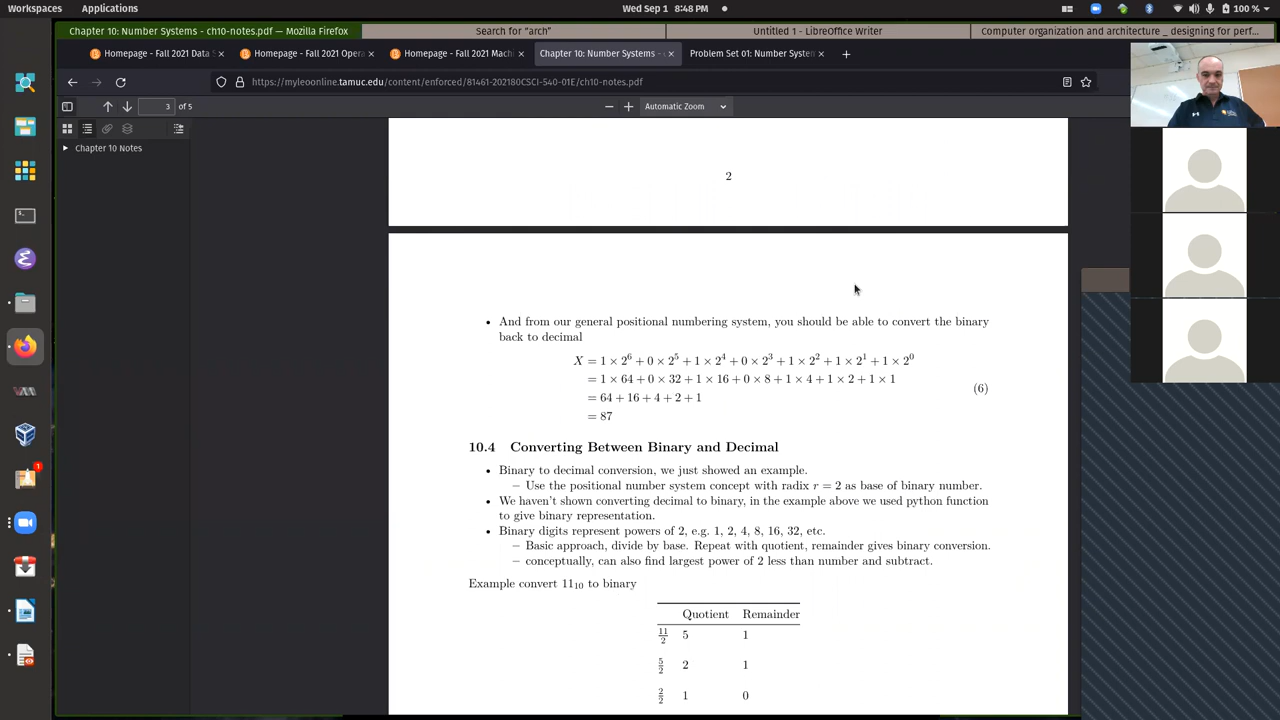 Workspaces Applications Wed Sep 1 8:48 PM 100 %
Chapter 10: Number Systems - ch10-notes.pdf — Mozilla Firefox Search for "arch" Untitled 1 - LibreOffice Writer Computer organization and architecture _ designing for perf...
Homepage - Fall 2021 Data S Homepage - Fall 2021 Opera Homepage - Fall 2021 Machi Chapter 10: Number Systems - Problem Set 01: Number System
https://myleoonline.tamuc.edu/content/enforced/81461-202180CSCI-540-01E/ch10-notes.pdf
3 of 5 Automatic Zoom
Chapter 10 Notes
2
• And from our general positional numbering system, you should be able to convert the binary
back to decimal
X = 1 × 2⁶ + 0 × 2⁵ + 1 × 2⁴ + 0 × 2³ + 1 × 2² + 1 × 2¹ + 1 × 2⁰
= 1 × 64 + 0 × 32 + 1 × 16 + 0 × 8 + 1 × 4 + 1 × 2 + 1 × 1
(6)
= 64 + 16 + 4 + 2 + 1
= 87
10.4 Converting Between Binary and Decimal
• Binary to decimal conversion, we just showed an example.
– Use the positional number system concept with radix r = 2 as base of binary number.
• We haven't shown converting decimal to binary, in the example above we used python function
to give binary representation.
• Binary digits represent powers of 2, e.g. 1, 2, 4, 8, 16, 32, etc.
– Basic approach, divide by base. Repeat with quotient, remainder gives binary conversion.
– conceptually, can also find largest power of 2 less than number and subtract.
Example convert 11₁₀ to binary
Quotient Remainder
11/2 5 1
5/2 2 1
2/2 1 0
1